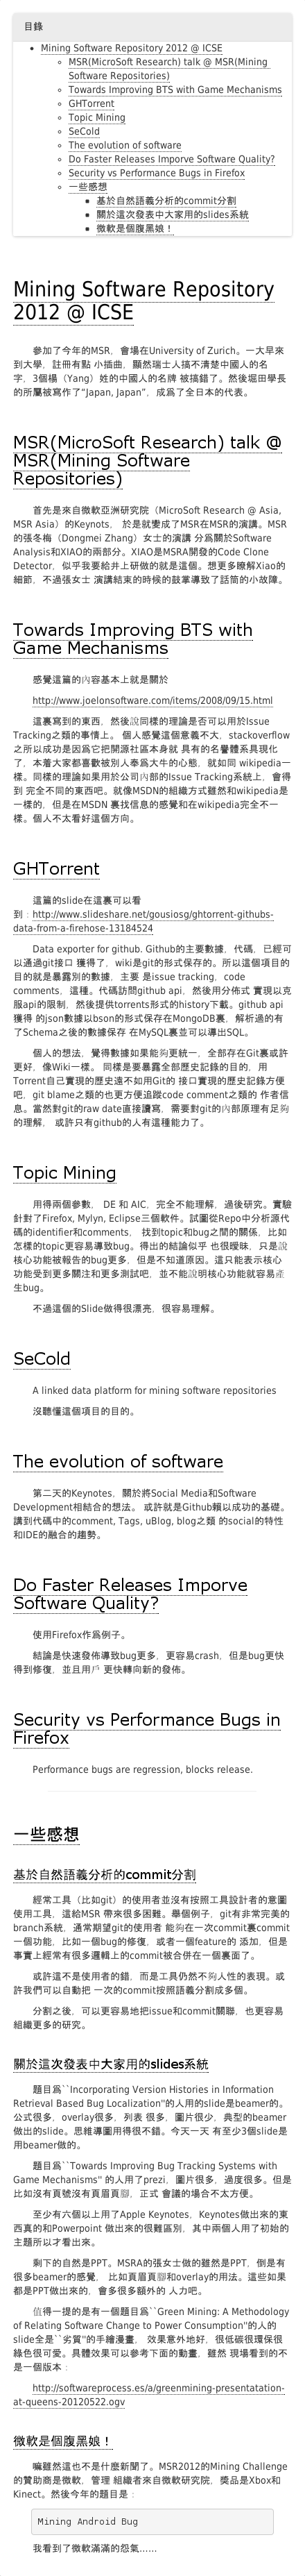 目錄
Mining Software Repository 2012 @ ICSE
MSR(MicroSoft Research) talk @ MSR(Mining
Software Repositories)
Towards Improving BTS with Game Mechanisms
GHTorrent
Topic Mining
SeCold
The evolution of software
Do Faster Releases Imporve Software Quality?
Security vs Performance Bugs in Firefox
一些感想
基於自然語義分析的commit分割
關於這次發表中大家用的slides系統
微軟是個腹黑娘！
Mining Software Repository
2012 @ ICSE
參加了今年的MSR，會場在University of Zurich。一大早來
到大學，註冊有點 小插曲，顯然瑞士人搞不清楚中國人的名
字，3個楊（Yang）姓的中國人的名牌 被搞錯了。然後堀田學長
的所屬被寫作了“Japan, Japan”，成爲了全日本的代表。
MSR(MicroSoft Research) talk @
MSR(Mining Software
Repositories)
首先是來自微軟亞洲研究院（MicroSoft Research @ Asia,
MSR Asia）的Keynots，於是就變成了MSR在MSR的演講。MSR
的張冬梅（Dongmei Zhang）女士的演講 分爲關於Software
Analysis和XIAO的兩部分。XIAO是MSRA開發的Code Clone
Detector，似乎我要給井上研做的就是這個。想更多瞭解Xiao的
細節，不過張女士 演講結束的時候的鼓掌導致了話筒的小故障。
Towards Improving BTS with
Game Mechanisms
感覺這篇的內容基本上就是關於
http://www.joelonsoftware.com/items/2008/09/15.html
這裏寫到的東西，然後說同樣的理論是否可以用於Issue
Tracking之類的事情上。 個人感覺這個意義不大，stackoverflow
之所以成功是因爲它把開源社區本身就 具有的名譽體系具現化
了，本着大家都喜歡被別人奉爲大牛的心態，就如同 wikipedia一
樣。同樣的理論如果用於公司內部的Issue Tracking系統上，會得
到 完全不同的東西吧。就像MSDN的組織方式雖然和wikipedia是
一樣的，但是在MSDN 裏找信息的感覺和在wikipedia完全不一
樣。個人不太看好這個方向。
GHTorrent
這篇的slide在這裏可以看
到：http://www.slideshare.net/gousiosg/ghtorrent-githubs-
data-from-a-firehose-13184524
Data exporter for github. Github的主要數據，代碼，已經可
以通過git接口 獲得了，wiki是git的形式保存的。所以這個項目的
目的就是暴露別的數據，主要 是issue tracking，code
comments，這種。代碼訪問github api，然後用分佈式 實現以克
服api的限制，然後提供torrents形式的history下載。github api
獲得 的json數據以bson的形式保存在MongoDB裏，解析過的有
了Schema之後的數據保存 在MySQL裏並可以導出SQL。
個人的想法，覺得數據如果能夠更統一，全部存在Git裏或許
更好，像Wiki一樣。 同樣是要暴露全部歷史記錄的目的，用
Torrent自己實現的歷史遠不如用Git的 接口實現的歷史記錄方便
吧，git blame之類的也更方便追蹤code comment之類的 作者信
息。當然對git的raw date直接讀寫，需要對git的內部原理有足夠
的理解，或許只有github的人有這種能力了。
Topic Mining
用得兩個參數， DE 和 AIC，完全不能理解，過後研究。實驗
針對了Firefox, Mylyn, Eclipse三個軟件。試圖從Repo中分析源代
碼的identifier和comments， 找到topic和bug之間的關係，比如
怎樣的topic更容易導致bug。得出的結論似乎 也很曖昧，只是說
核心功能被報告的bug更多，但是不知道原因。這只能表示核心
功能受到更多關注和更多測試吧，並不能說明核心功能就容易產
生bug。
不過這個的Slide做得很漂亮，很容易理解。
SeCold
A linked data platform for mining software repositories
沒聽懂這個項目的目的。
The evolution of software
第二天的Keynotes，關於將Social Media和Software
Development相結合的想法。 或許就是Github賴以成功的基礎。
講到代碼中的comment, Tags, uBlog, blog之類 的social的特性
和IDE的融合的趨勢。
Do Faster Releases Imporve
Software Quality?
使用Firefox作爲例子。
結論是快速發佈導致bug更多，更容易crash，但是bug更快
得到修復，並且用戶 更快轉向新的發佈。
Security vs Performance Bugs in
Firefox
Performance bugs are regression, blocks release.
一些感想
基於自然語義分析的commit分割
經常工具（比如git）的使用者並沒有按照工具設計者的意圖
使用工具，這給MSR 帶來很多困難。舉個例子，git有非常完美的
branch系統，通常期望git的使用者 能夠在一次commit裏commit
一個功能，比如一個bug的修復，或者一個feature的 添加，但是
事實上經常有很多邏輯上的commit被合併在一個裏面了。
或許這不是使用者的錯，而是工具仍然不夠人性的表現。或
許我們可以自動把 一次的commit按照語義分割成多個。
分割之後，可以更容易地把issue和commit關聯，也更容易
組織更多的研究。
關於這次發表中大家用的slides系統
題目爲``Incorporating Version Histories in Information
Retrieval Based Bug Localization''的人用的slide是beamer的。
公式很多，overlay很多，列表 很多，圖片很少，典型的beamer
做出的slide。思維導圖用得很不錯。今天一天 有至少3個slide是
用beamer做的。
題目爲``Towards Improving Bug Tracking Systems with
Game Mechanisms'' 的人用了prezi，圖片很多，過度很多。但是
比如沒有頁號沒有頁眉頁腳，正式 會議的場合不太方便。
至少有六個以上用了Apple Keynotes，Keynotes做出來的東
西真的和Powerpoint 做出來的很難區別，其中兩個人用了初始的
主題所以才看出來。
剩下的自然是PPT。MSRA的張女士做的雖然是PPT，倒是有
很多beamer的感覺， 比如頁眉頁腳和overlay的用法。這些如果
都是PPT做出來的，會多很多額外的 人力吧。
值得一提的是有一個題目爲``Green Mining: A Methodology
of Relating Software Change to Power Consumption''的人的
slide全是``劣質''的手繪漫畫， 效果意外地好，很低碳很環保很
綠色很可愛。具體效果可以參考下面的動畫，雖然 現場看到的不
是一個版本：
http://softwareprocess.es/a/greenmining-presentatation-
at-queens-20120522.ogv
微軟是個腹黑娘！
嘛雖然這也不是什麼新聞了。MSR2012的Mining Challenge
的贊助商是微軟，管理 組織者來自微軟研究院，獎品是Xbox和
Kinect。然後今年的題目是：
Mining Android Bug
我看到了微軟滿滿的怨氣……